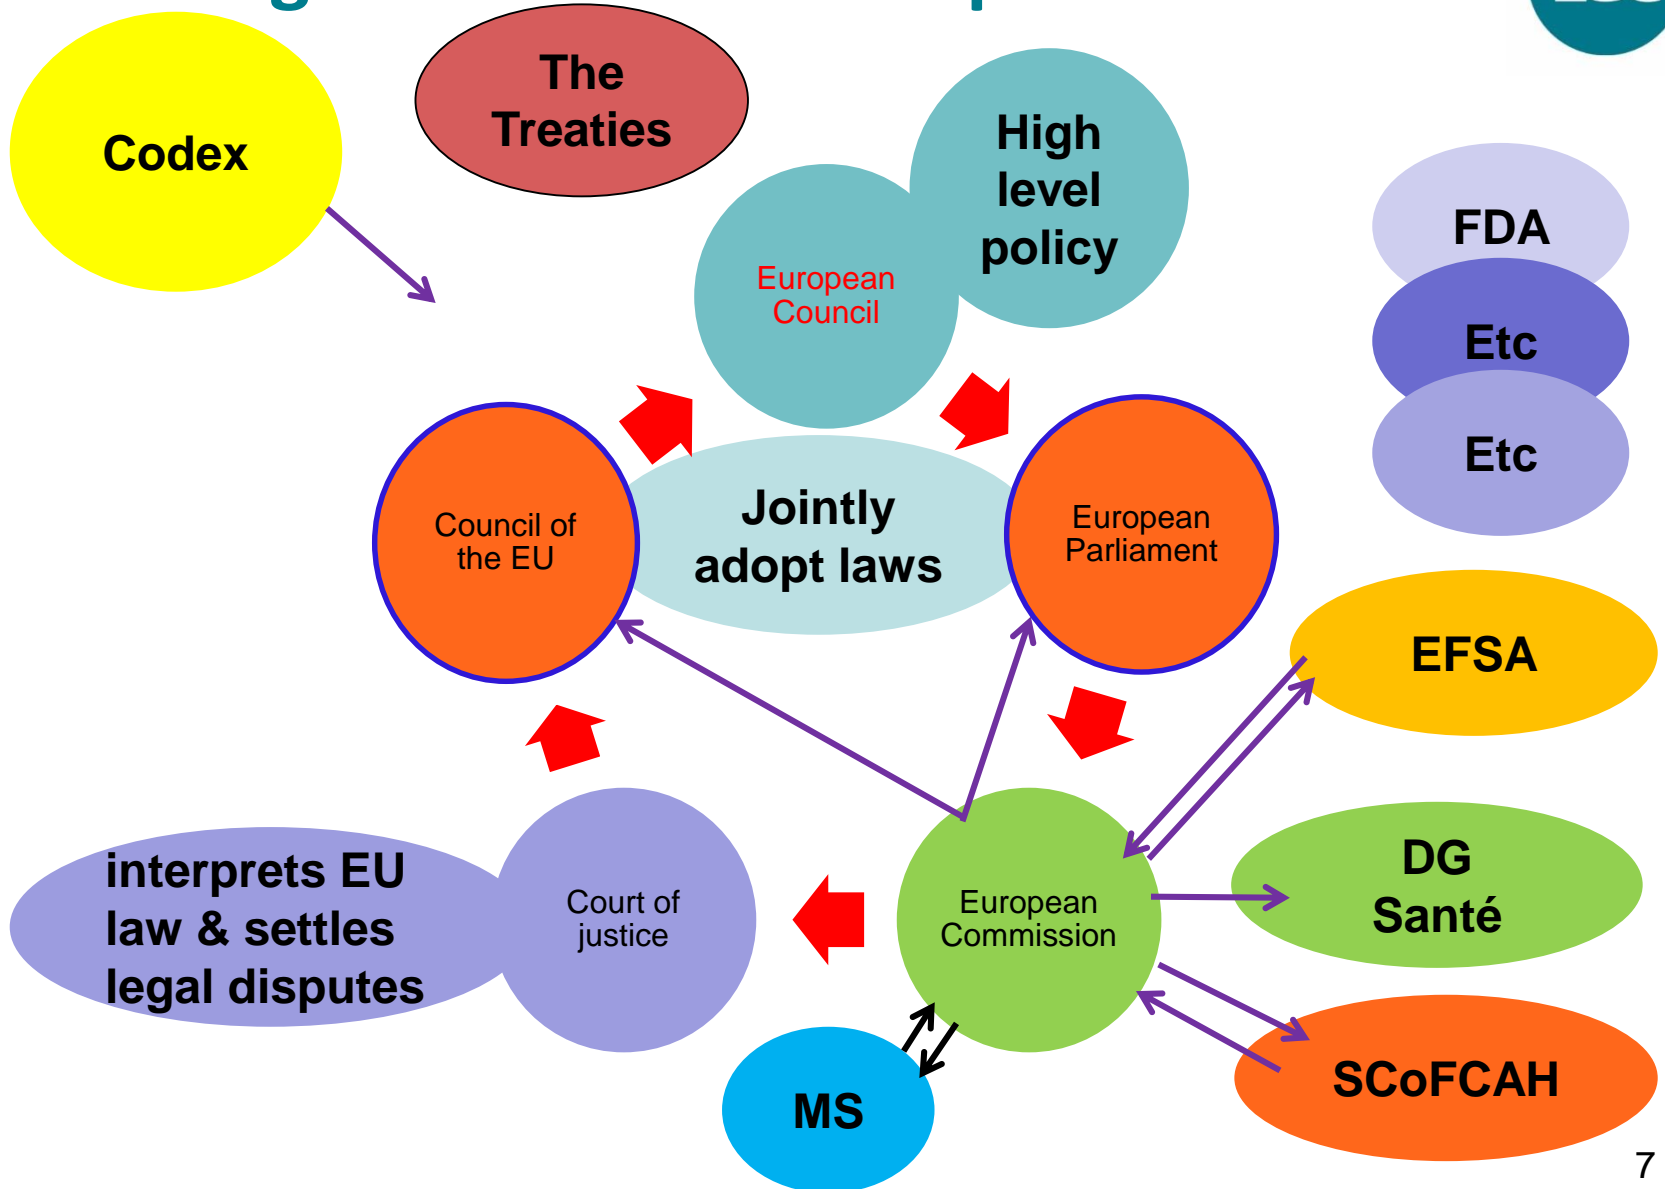 Codex
The
Treaties
High
level
policy
European
Council
FDA
Etc
Etc
Council of
the EU
Jointly
adopt laws
European
Parliament
EFSA
interprets EU
law & settles
legal disputes
Court of
justice
European
Commission
DG
Santé
MS
SCoFCAH
7